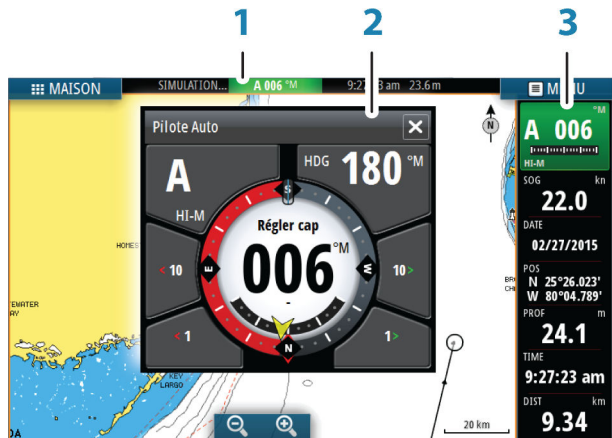 1 2 3
MAISON SIMULATION... A 006 °M 9:27:23 am 23.6 m MENU
Pilote Auto
N
°M
A 006
HI-M
A
HI-M
HDG 180 °M
S
Régler cap
006 °M
-
E
W
N
< 10
10 >
< 1
1 >
SOG kn
22.0
DATE
02/27/2015
POS
N 25°26.023'
W 80°04.789'
PROF m
24.1
TIME
9:27:23 am
DIST km
9.34
HOMES
KEY
LARGO
20 km